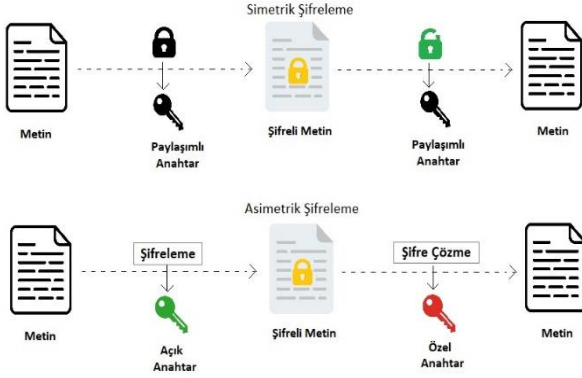 Simetrik Şifreleme
Metin
Paylaşımlı
Anahtar
Şifreli Metin
Paylaşımlı
Anahtar
Metin
Asimetrik Şifreleme
Şifreleme
Şifre Çözme
Metin
Açık
Anahtar
Şifreli Metin
Özel
Anahtar
Metin